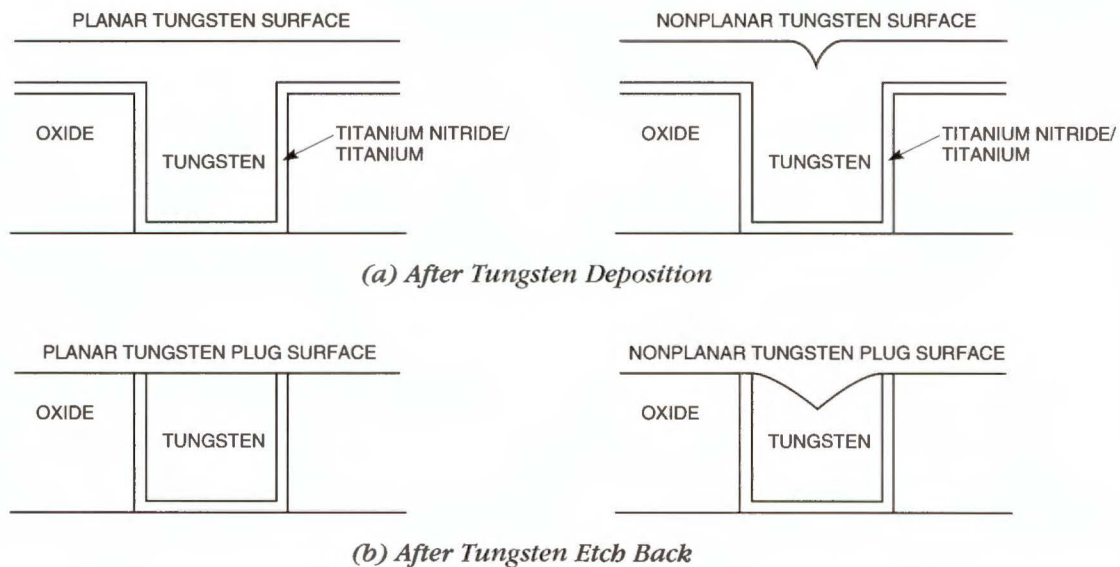 PLANAR TUNGSTEN SURFACE
NONPLANAR TUNGSTEN SURFACE
OXIDE
TITANIUM NITRIDE/
TITANIUM
TUNGSTEN
OXIDE
TITANIUM NITRIDE/
TITANIUM
TUNGSTEN
(a) After Tungsten Deposition
PLANAR TUNGSTEN PLUG SURFACE
NONPLANAR TUNGSTEN PLUG SURFACE
OXIDE
TUNGSTEN
OXIDE
TUNGSTEN
(b) After Tungsten Etch Back